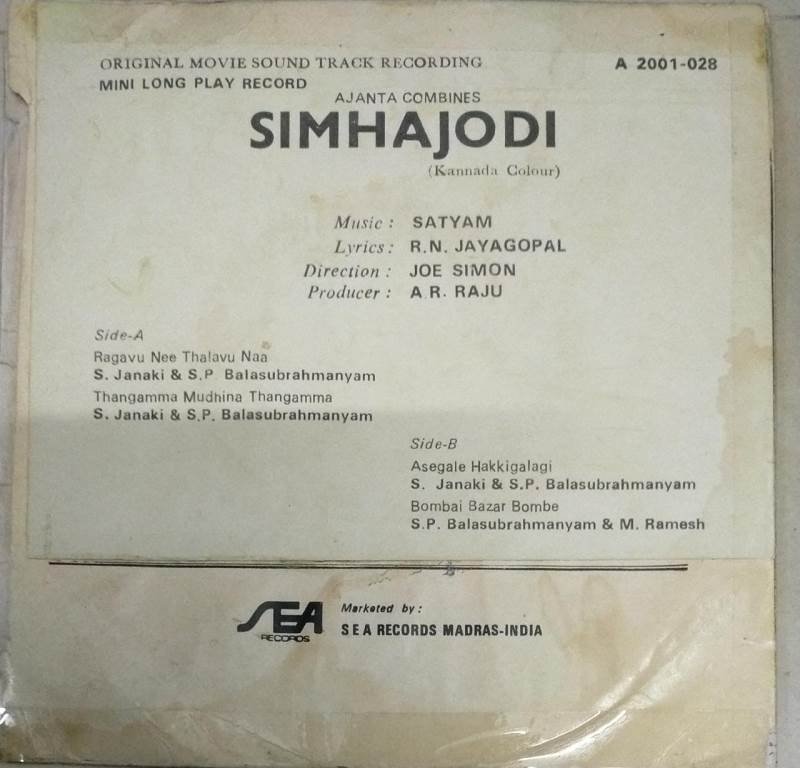 ORIGINAL MOVIE SOUND TRACK RECORDING A 2001-028
MINI LONG PLAY RECORD
AJANTA COMBINES
SIMHAJODI
(Kannada Colour)
Music : SATYAM
Lyrics : R.N. JAYAGOPAL
Direction : JOE SIMON
Producer : A.R. RAJU
Side-A
Ragavu Nee Thalavu Naa
S. Janaki & S.P. Balasubrahmanyam
Thangamma Mudhina Thangamma
S. Janaki & S.P. Balasubrahmanyam
Side-B
Asegale Hakkigalagi
S. Janaki & S.P. Balasubrahmanyam
Bombai Bazar Bombe
S.P. Balasubrahmanyam & M. Ramesh
SEA RECORDS
Marketed by :
SEA RECORDS MADRAS-INDIA